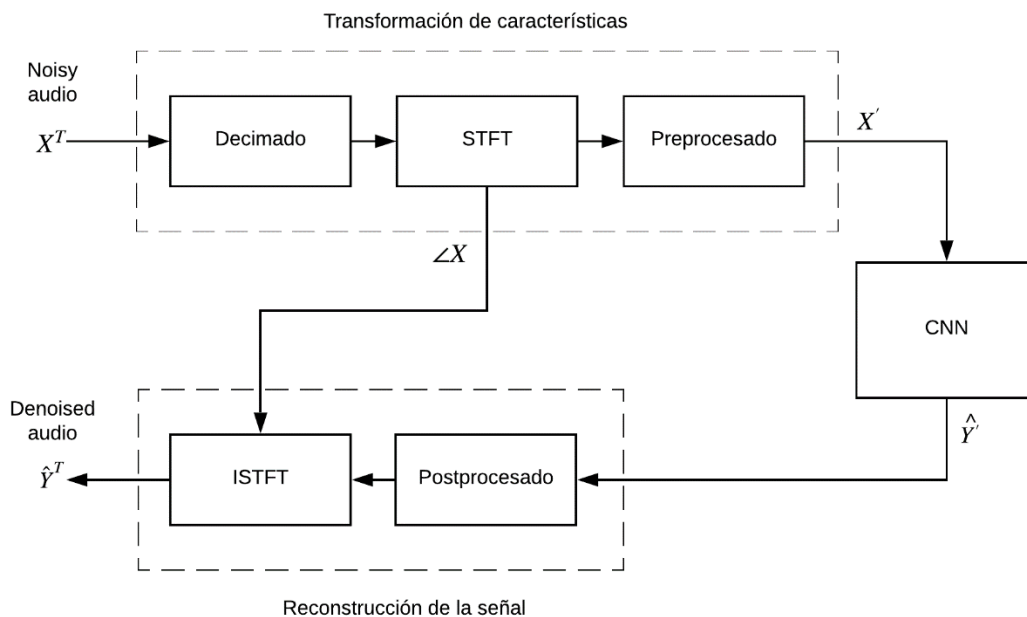 Transformación de características
Noisy
audio
X^T
Decimado
STFT
Preprocesado
X′
∠X
CNN
Ŷ′
Denoised
audio
Ŷ^T
ISTFT
Postprocesado
Reconstrucción de la señal